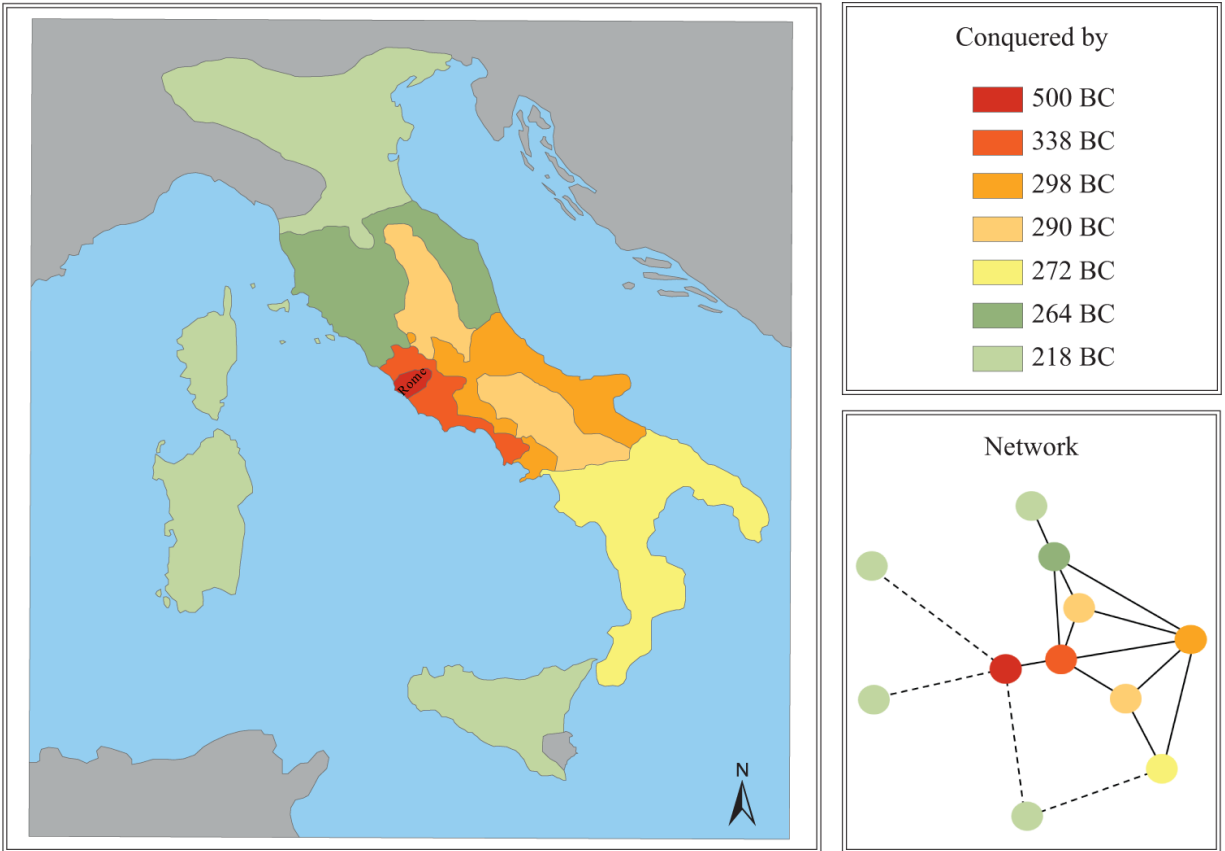 Rome
N
Conquered by
500 BC
338 BC
298 BC
290 BC
272 BC
264 BC
218 BC
Network